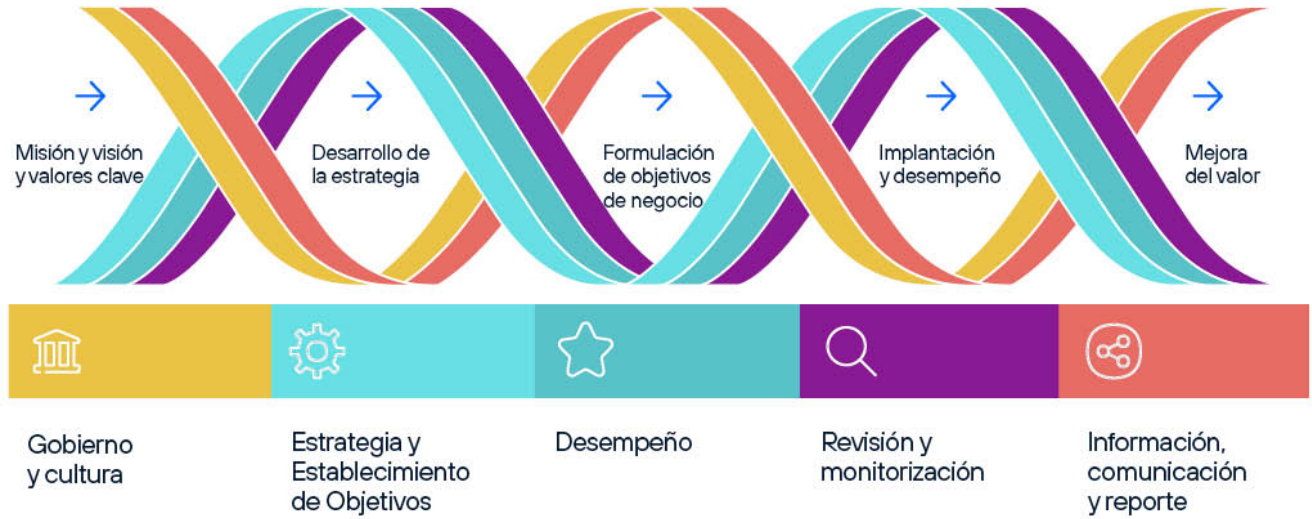 Misión y visión
y valores clave
Desarrollo de
la estrategia
Formulación
de objetivos
de negocio
Implantación
y desempeño
Mejora
del valor
Gobierno
y cultura
Estrategia y
Establecimiento
de Objetivos
Desempeño
Revisión y
monitorización
Información,
comunicación
y reporte